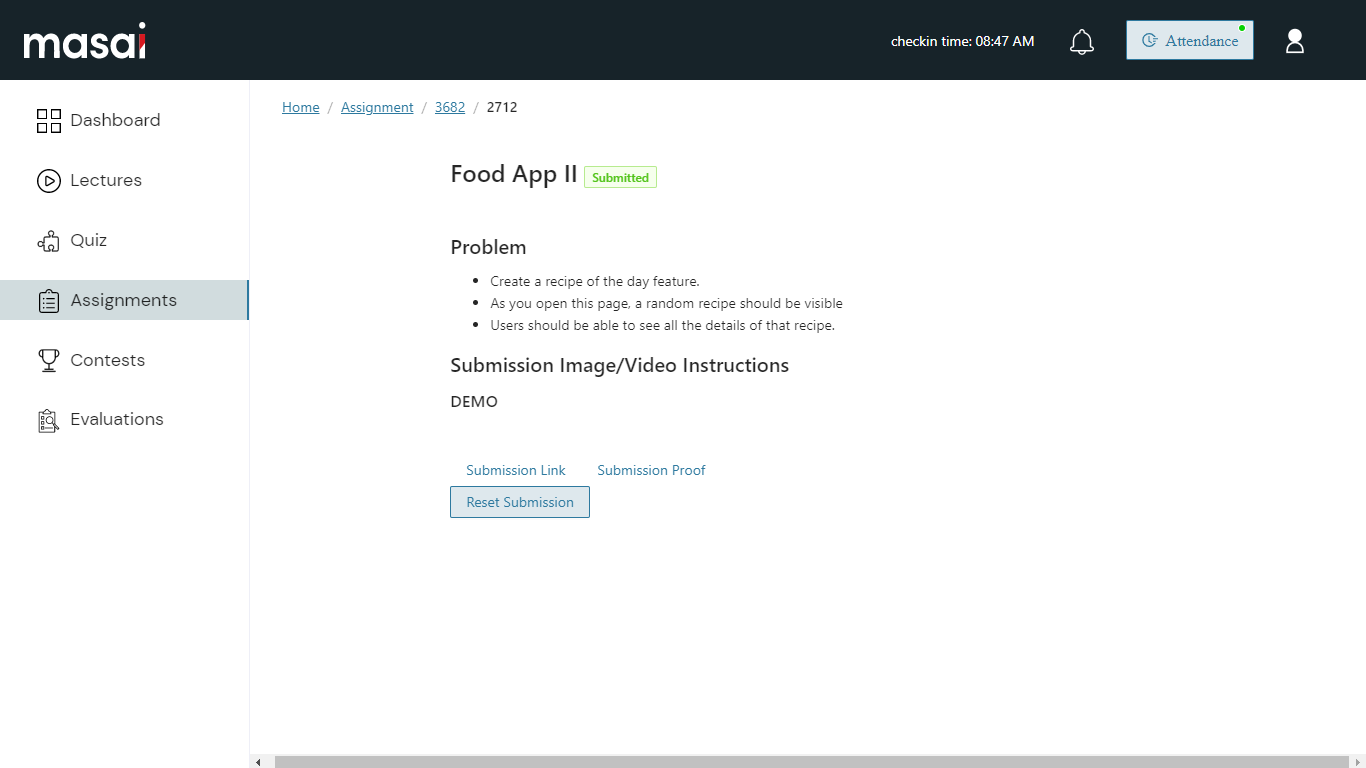 masai
checkin time: 08:47 AM
Attendance
Dashboard
Lectures
Quiz
Assignments
Contests
Evaluations
Home / Assignment / 3682 / 2712
Food App II Submitted
Problem
Create a recipe of the day feature.
As you open this page, a random recipe should be visible
Users should be able to see all the details of that recipe.
Submission Image/Video Instructions
DEMO
Submission Link Submission Proof
Reset Submission